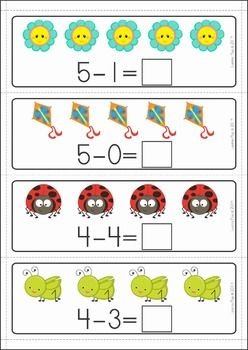 5-1=
5-0=
4-4=
4-3=